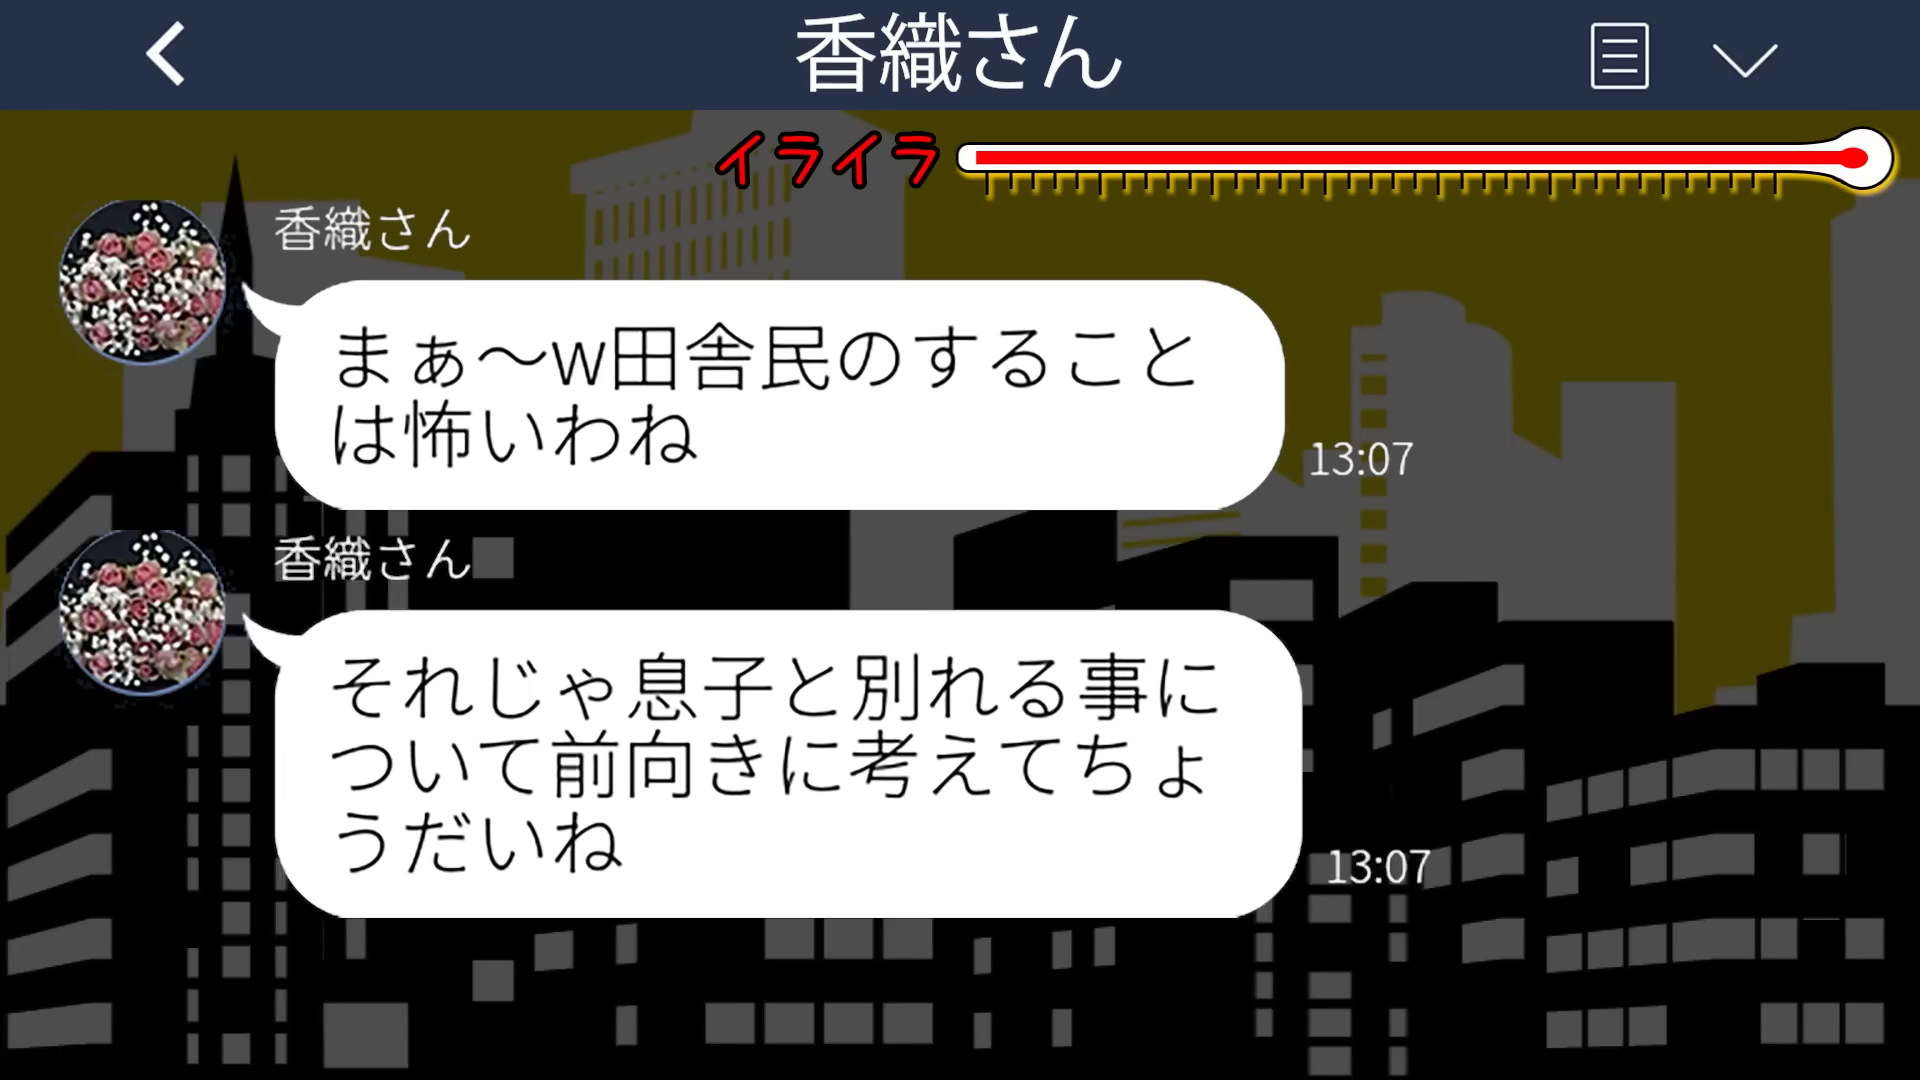 香織さん
イライラ
香織さん
まぁ～w田舎民のすること
は怖いわね
13:07
香織さん
それじゃ息子と別れる事に
ついて前向きに考えてちょ
うだいね
13:07